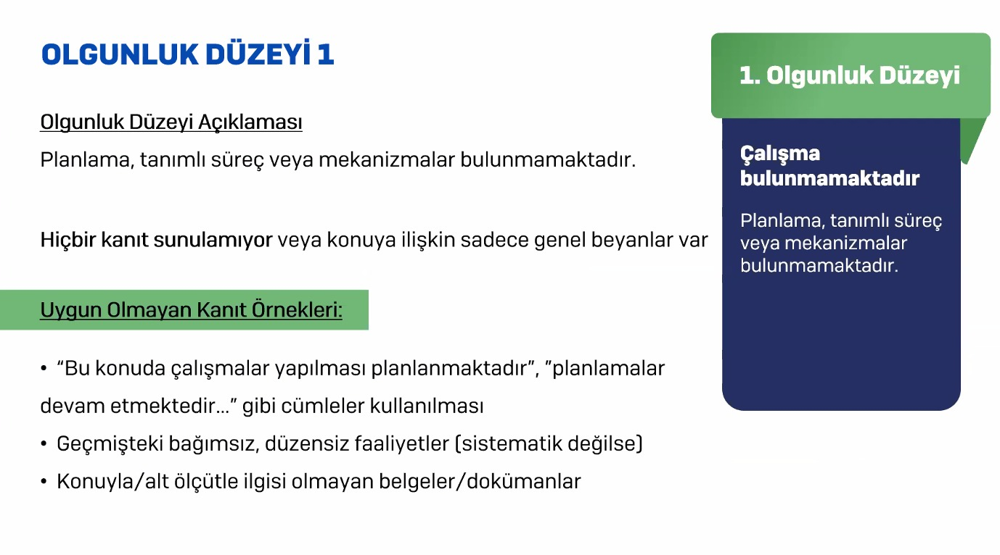 OLGUNLUK DÜZEYİ 1
Olgunluk Düzeyi Açıklaması
Planlama, tanımlı süreç veya mekanizmalar bulunmamaktadır.
Hiçbir kanıt sunulamıyor veya konuya ilişkin sadece genel beyanlar var
Uygun Olmayan Kanıt Örnekleri:
• “Bu konuda çalışmalar yapılması planlanmaktadır”, ”planlamalar
devam etmektedir...” gibi cümleler kullanılması
• Geçmişteki bağımsız, düzensiz faaliyetler (sistematik değilse)
• Konuyla/alt ölçütle ilgisi olmayan belgeler/dokümanlar
1. Olgunluk Düzeyi
Çalışma
bulunmamaktadır
Planlama, tanımlı süreç
veya mekanizmalar
bulunmamaktadır.